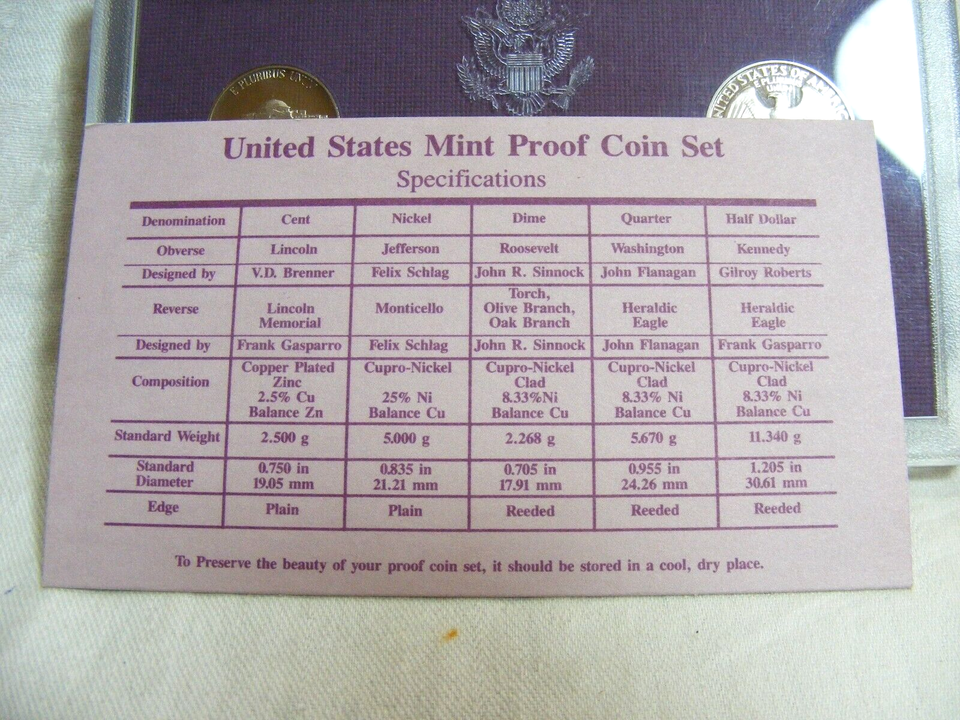 E PLURIBUS UNUM
UNITED STATES OF AMERICA
E PLURIBUS
United States Mint Proof Coin Set
Specifications
Denomination Cent Nickel Dime Quarter Half Dollar
Obverse Lincoln Jefferson Roosevelt Washington Kennedy
Designed by V.D. Brenner Felix Schlag John R. Sinnock John Flanagan Gilroy Roberts
Torch,
Reverse Lincoln Monticello Olive Branch, Heraldic Heraldic
Memorial Oak Branch Eagle Eagle
Designed by Frank Gasparro Felix Schlag John R. Sinnock John Flanagan Frank Gasparro
Copper Plated Cupro-Nickel Cupro-Nickel Cupro-Nickel Cupro-Nickel
Composition Zinc Clad Clad Clad
2.5% Cu 25% Ni 8.33%Ni 8.33% Ni 8.33% Ni
Balance Zn Balance Cu Balance Cu Balance Cu Balance Cu
Standard Weight 2.500 g 5.000 g 2.268 g 5.670 g 11.340 g
Standard 0.750 in 0.835 in 0.705 in 0.955 in 1.205 in
Diameter 19.05 mm 21.21 mm 17.91 mm 24.26 mm 30.61 mm
Edge Plain Plain Reeded Reeded Reeded
To Preserve the beauty of your proof coin set, it should be stored in a cool, dry place.